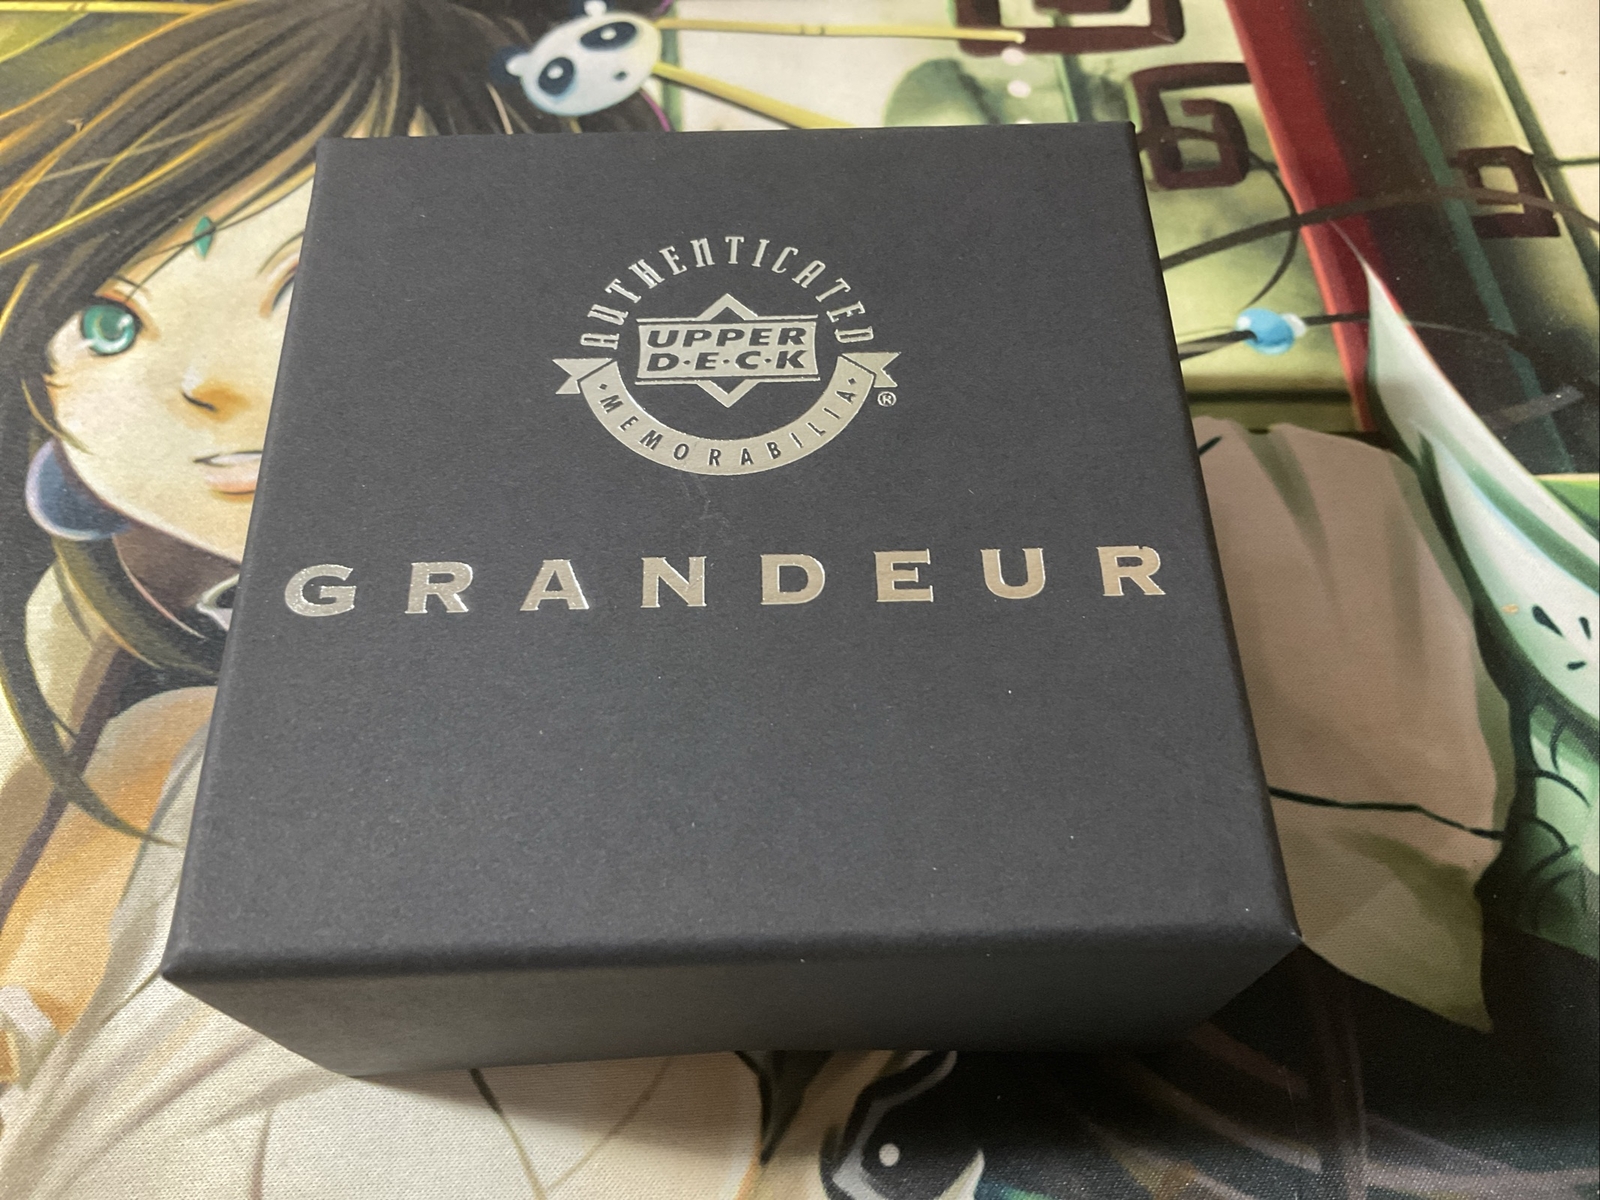 AUTHENTICATED
UPPER
D·E·C·K
·MEMORABILIA·
®
GRANDEUR